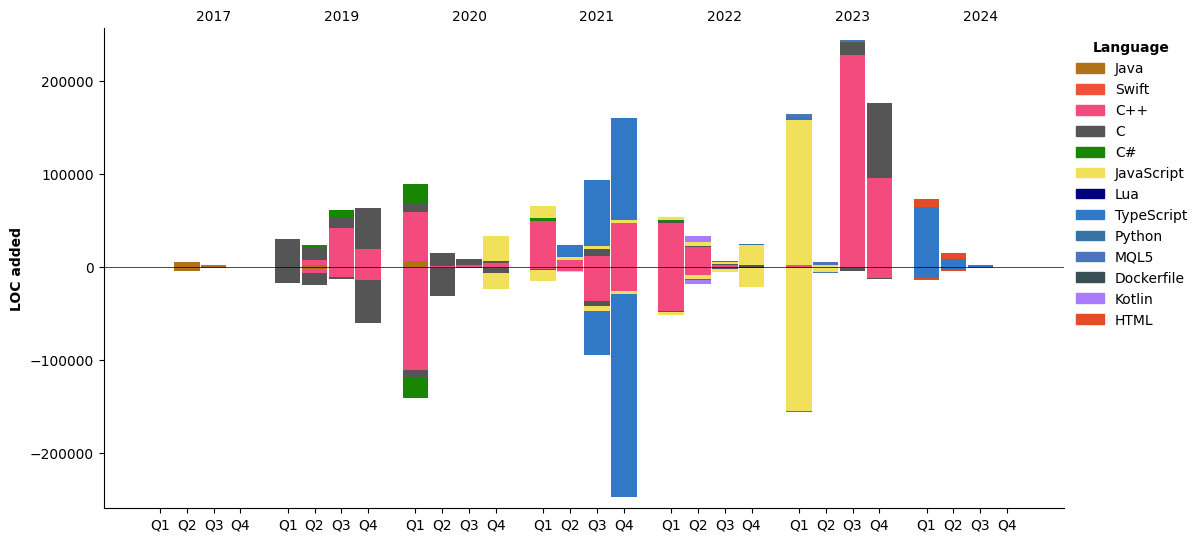 2017 2019 2020 2021 2022 2023 2024
LOC added
200000
100000
0
−100000
−200000
Q1 Q2 Q3 Q4 Q1 Q2 Q3 Q4 Q1 Q2 Q3 Q4 Q1 Q2 Q3 Q4 Q1 Q2 Q3 Q4 Q1 Q2 Q3 Q4 Q1 Q2 Q3 Q4
Language
Java
Swift
C++
C
C#
JavaScript
Lua
TypeScript
Python
MQL5
Dockerfile
Kotlin
HTML